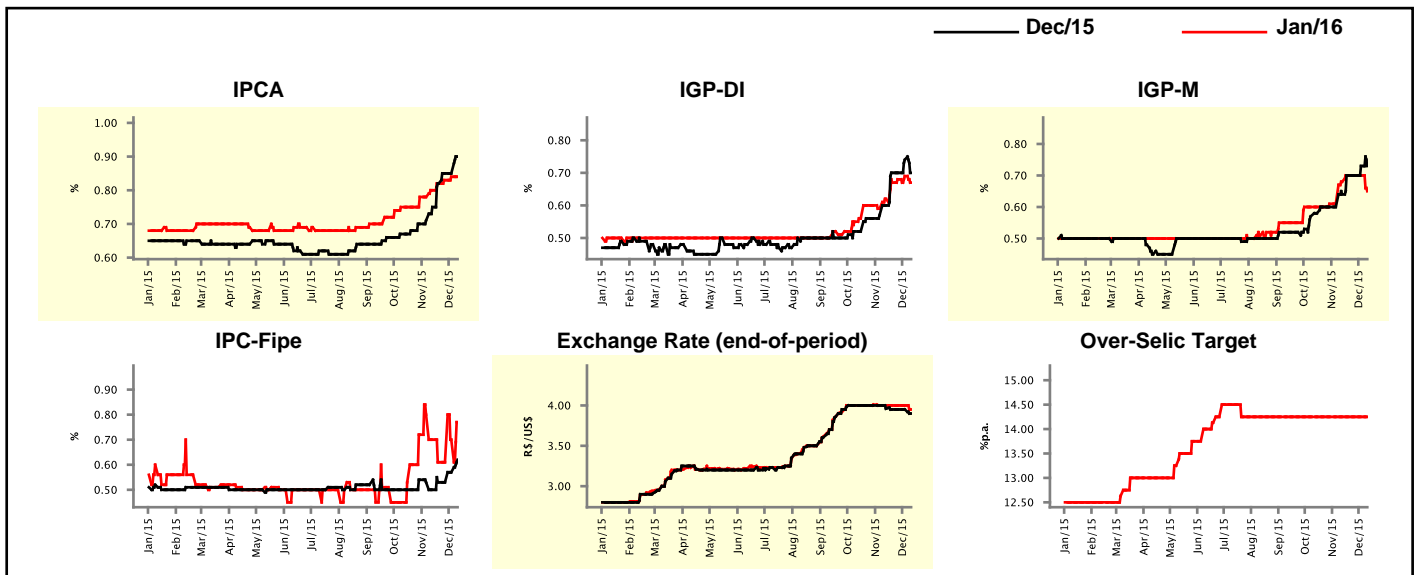 Dec/15 Jan/16
IPCA
%
1.00
0.90
0.80
0.70
0.60
Jan/15 Feb/15 Mar/15 Apr/15 May/15 Jun/15 Jul/15 Aug/15 Sep/15 Oct/15 Nov/15 Dec/15
IGP-DI
%
0.80
0.70
0.60
0.50
Jan/15 Feb/15 Mar/15 Apr/15 May/15 Jun/15 Jul/15 Aug/15 Sep/15 Oct/15 Nov/15 Dec/15
IGP-M
%
0.80
0.70
0.60
0.50
Jan/15 Feb/15 Mar/15 Apr/15 May/15 Jun/15 Jul/15 Aug/15 Sep/15 Oct/15 Nov/15 Dec/15
IPC-Fipe
%
0.90
0.80
0.70
0.60
0.50
Jan/15 Feb/15 Mar/15 Apr/15 May/15 Jun/15 Jul/15 Aug/15 Sep/15 Oct/15 Nov/15 Dec/15
Exchange Rate (end-of-period)
R$/US$
4.00
3.50
3.00
Jan/15 Feb/15 Mar/15 Apr/15 May/15 Jun/15 Jul/15 Aug/15 Sep/15 Oct/15 Nov/15 Dec/15
Over-Selic Target
%p.a.
15.00
14.50
14.00
13.50
13.00
12.50
Jan/15 Feb/15 Mar/15 Apr/15 May/15 Jun/15 Jul/15 Aug/15 Sep/15 Oct/15 Nov/15 Dec/15